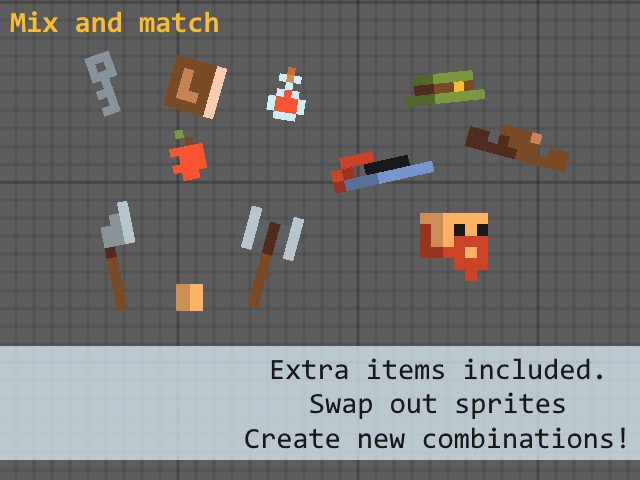 Mix and match
Extra items included.
Swap out sprites
Create new combinations!